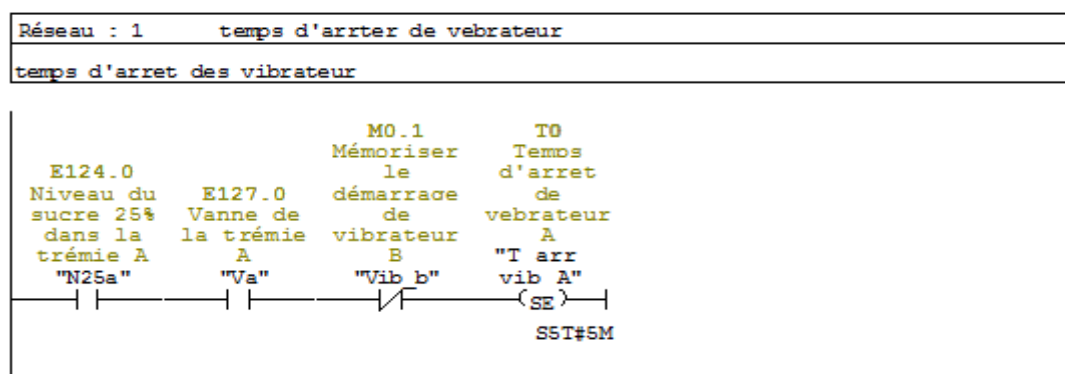 Réseau : 1 temps d'arrter de vebrateur
temps d'arret des vibrateur
E124.0
Niveau du
sucre 25%
dans la
trémie A
"N25a"
E127.0
Vanne de
la trémie
A
"Va"
M0.1
Mémoriser
le
démarrage
de
vibrateur
B
"Vib_b"
T0
Temps
d'arret
de
vebrateur
A
"T arr
vib A"
SE
S5T#5M